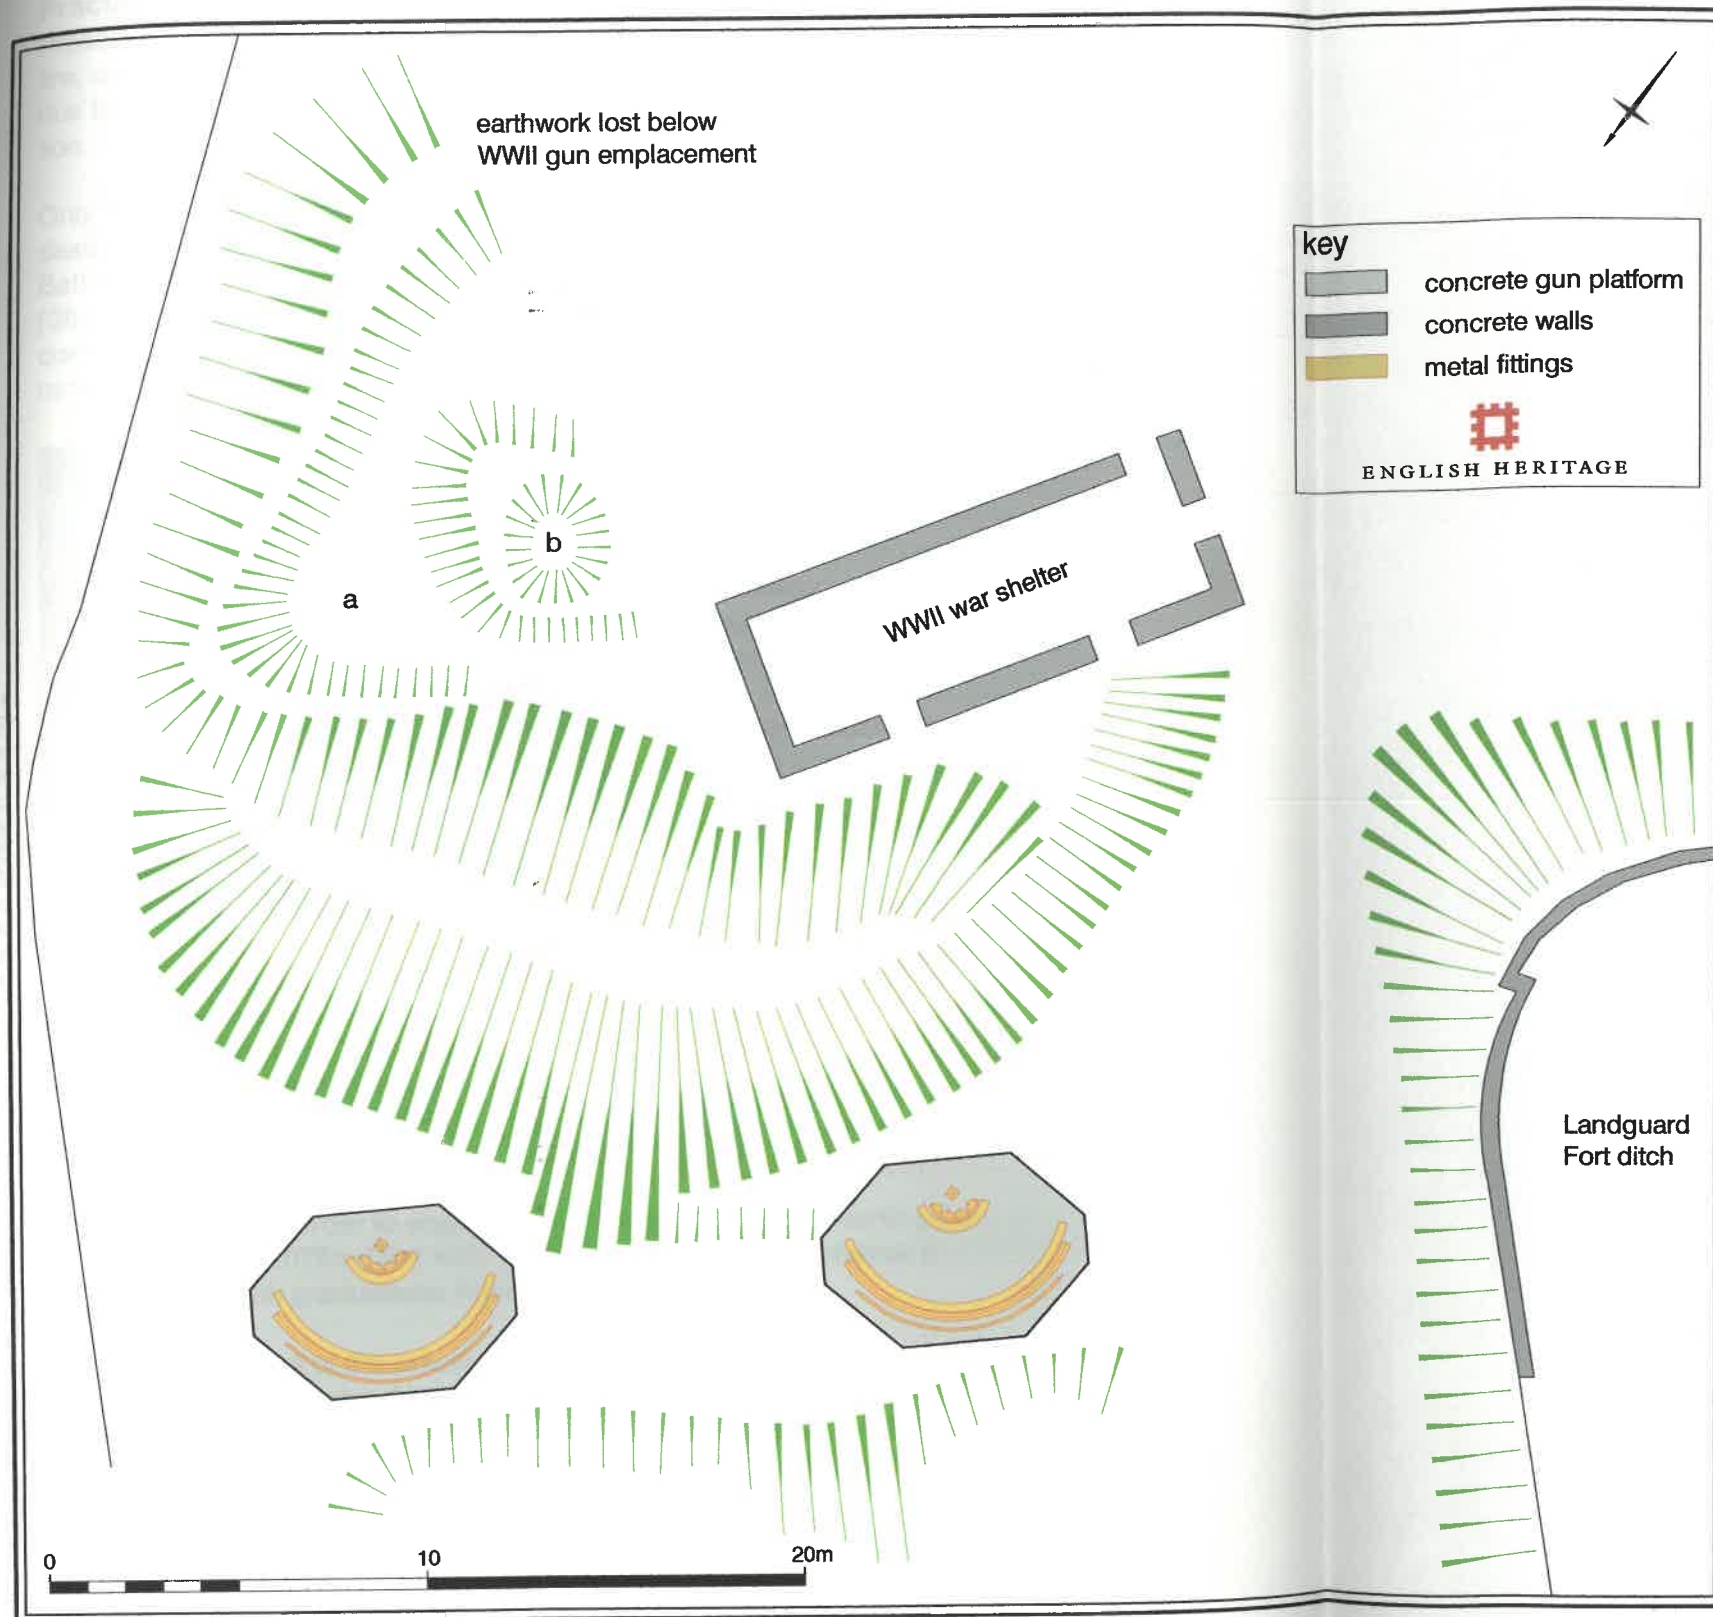 earthwork lost below
WWII gun emplacement
key
concrete gun platform
concrete walls
metal fittings
ENGLISH HERITAGE
b
a
WWII war shelter
Landguard
Fort ditch
0 10 20m